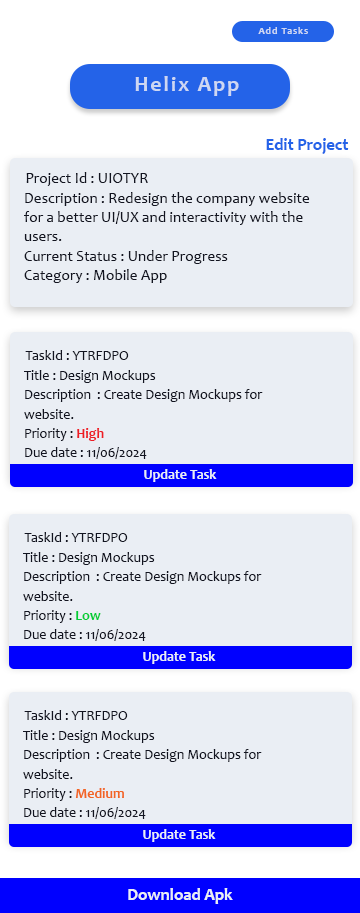 Add Tasks
Helix App
Edit Project
Project Id : UIOTYR
Description : Redesign the company website
for a better UI/UX and interactivity with the
users.
Current Status : Under Progress
Category : Mobile App
TaskId : YTRFDPO
Title : Design Mockups
Description  : Create Design Mockups for
website.
Priority : High
Due date : 11/06/2024
Update Task
TaskId : YTRFDPO
Title : Design Mockups
Description  : Create Design Mockups for
website.
Priority : Low
Due date : 11/06/2024
Update Task
TaskId : YTRFDPO
Title : Design Mockups
Description  : Create Design Mockups for
website.
Priority : Medium
Due date : 11/06/2024
Update Task
Download Apk